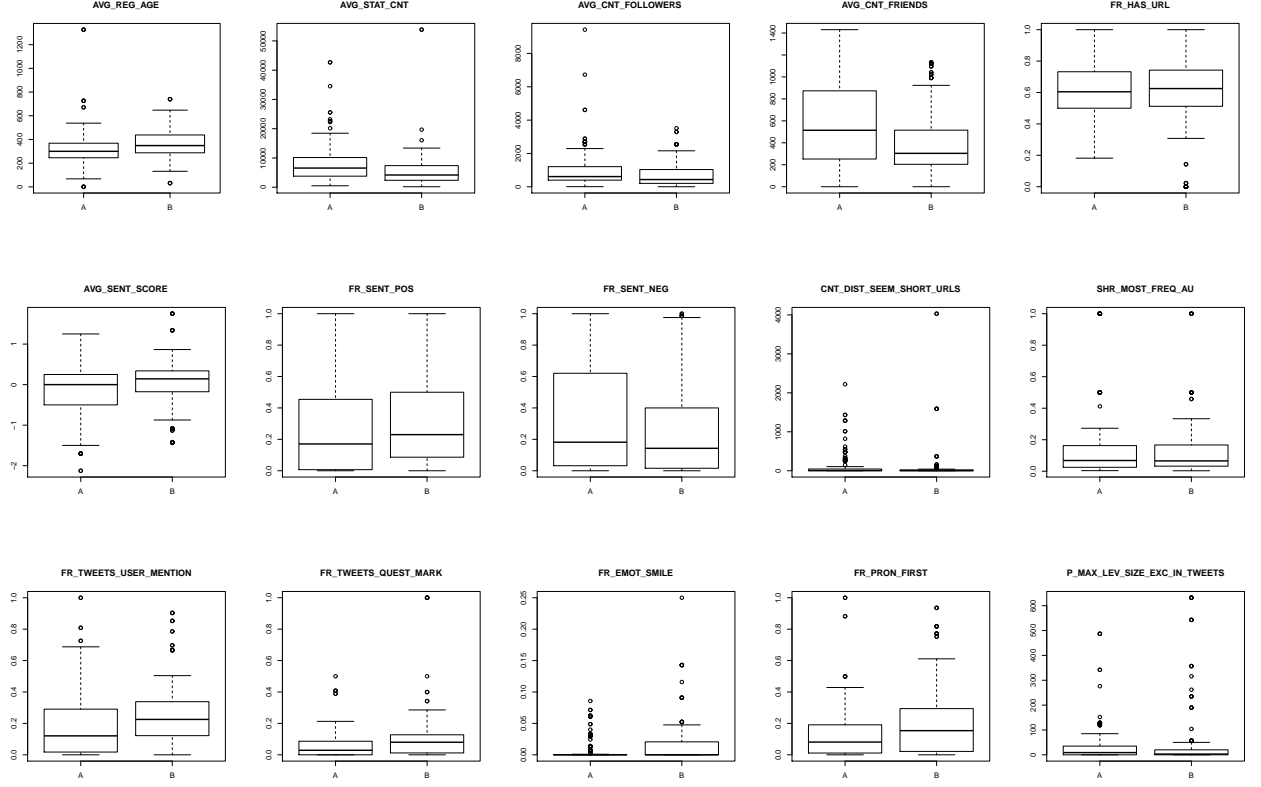 AVG_REG_AGE
0 200 400 600 800 1000 1200
A B
AVG_STAT_CNT
0 10000 20000 30000 40000 50000
A B
AVG_CNT_FOLLOWERS
0 2000 4000 6000 8000
A B
AVG_CNT_FRIENDS
0 200 400 600 800 1000 1400
A B
FR_HAS_URL
0.0 0.2 0.4 0.6 0.8 1.0
A B
AVG_SENT_SCORE
−2 −1 0 1
A B
FR_SENT_POS
0.0 0.2 0.4 0.6 0.8 1.0
A B
FR_SENT_NEG
0.0 0.2 0.4 0.6 0.8 1.0
A B
CNT_DIST_SEEM_SHORT_URLS
0 1000 2000 3000 4000
A B
SHR_MOST_FREQ_AU
0.0 0.2 0.4 0.6 0.8 1.0
A B
FR_TWEETS_USER_MENTION
0.0 0.2 0.4 0.6 0.8 1.0
A B
FR_TWEETS_QUEST_MARK
0.0 0.2 0.4 0.6 0.8 1.0
A B
FR_EMOT_SMILE
0.00 0.05 0.10 0.15 0.20 0.25
A B
FR_PRON_FIRST
0.0 0.2 0.4 0.6 0.8 1.0
A B
P_MAX_LEV_SIZE_EXC_IN_TWEETS
0 100 200 300 400 500 600
A B